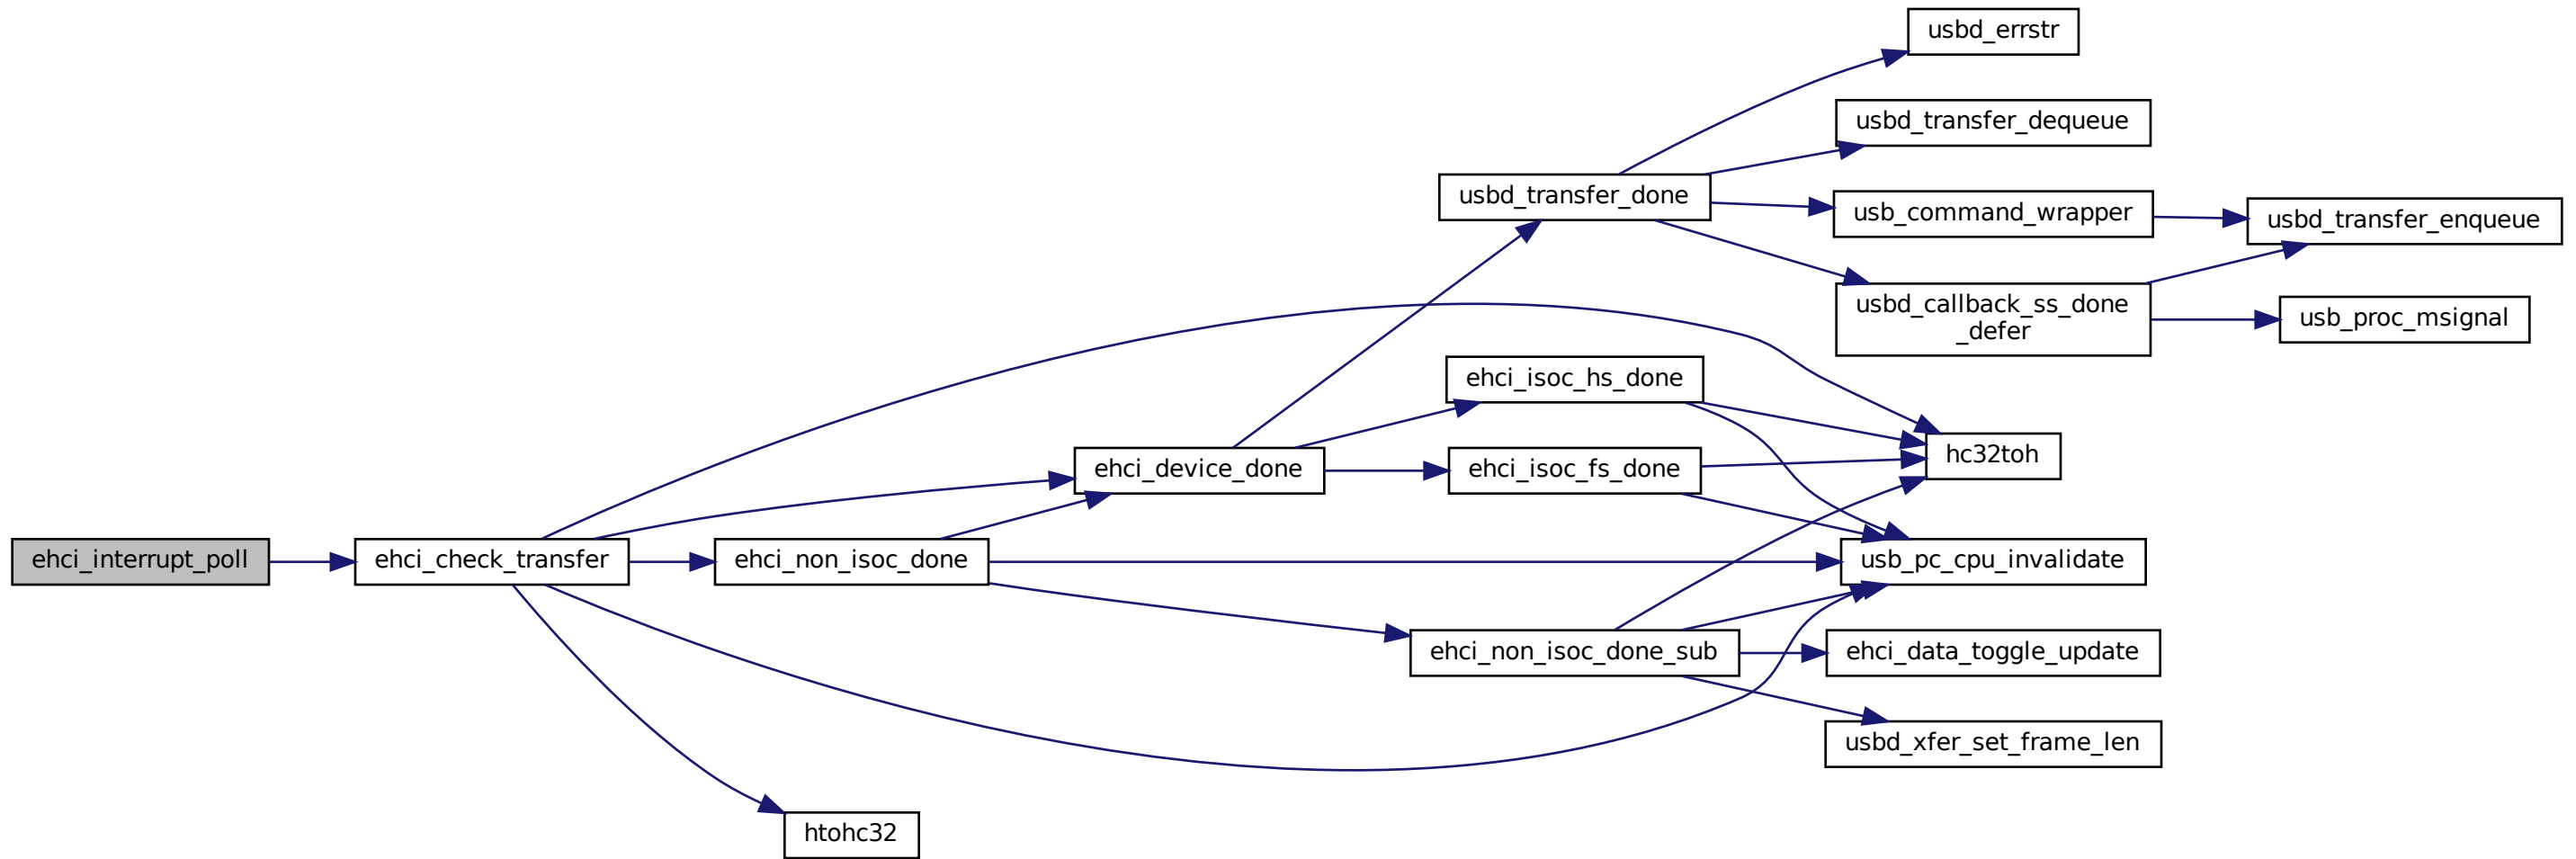 usbd_errstr
usbd_transfer_dequeue
usbd_transfer_done
usb_command_wrapper
usbd_transfer_enqueue
usbd_callback_ss_done
_defer
usb_proc_msignal
ehci_isoc_hs_done
ehci_device_done
ehci_isoc_fs_done
hc32toh
ehci_interrupt_poll
ehci_check_transfer
ehci_non_isoc_done
usb_pc_cpu_invalidate
ehci_non_isoc_done_sub
ehci_data_toggle_update
usbd_xfer_set_frame_len
htohc32